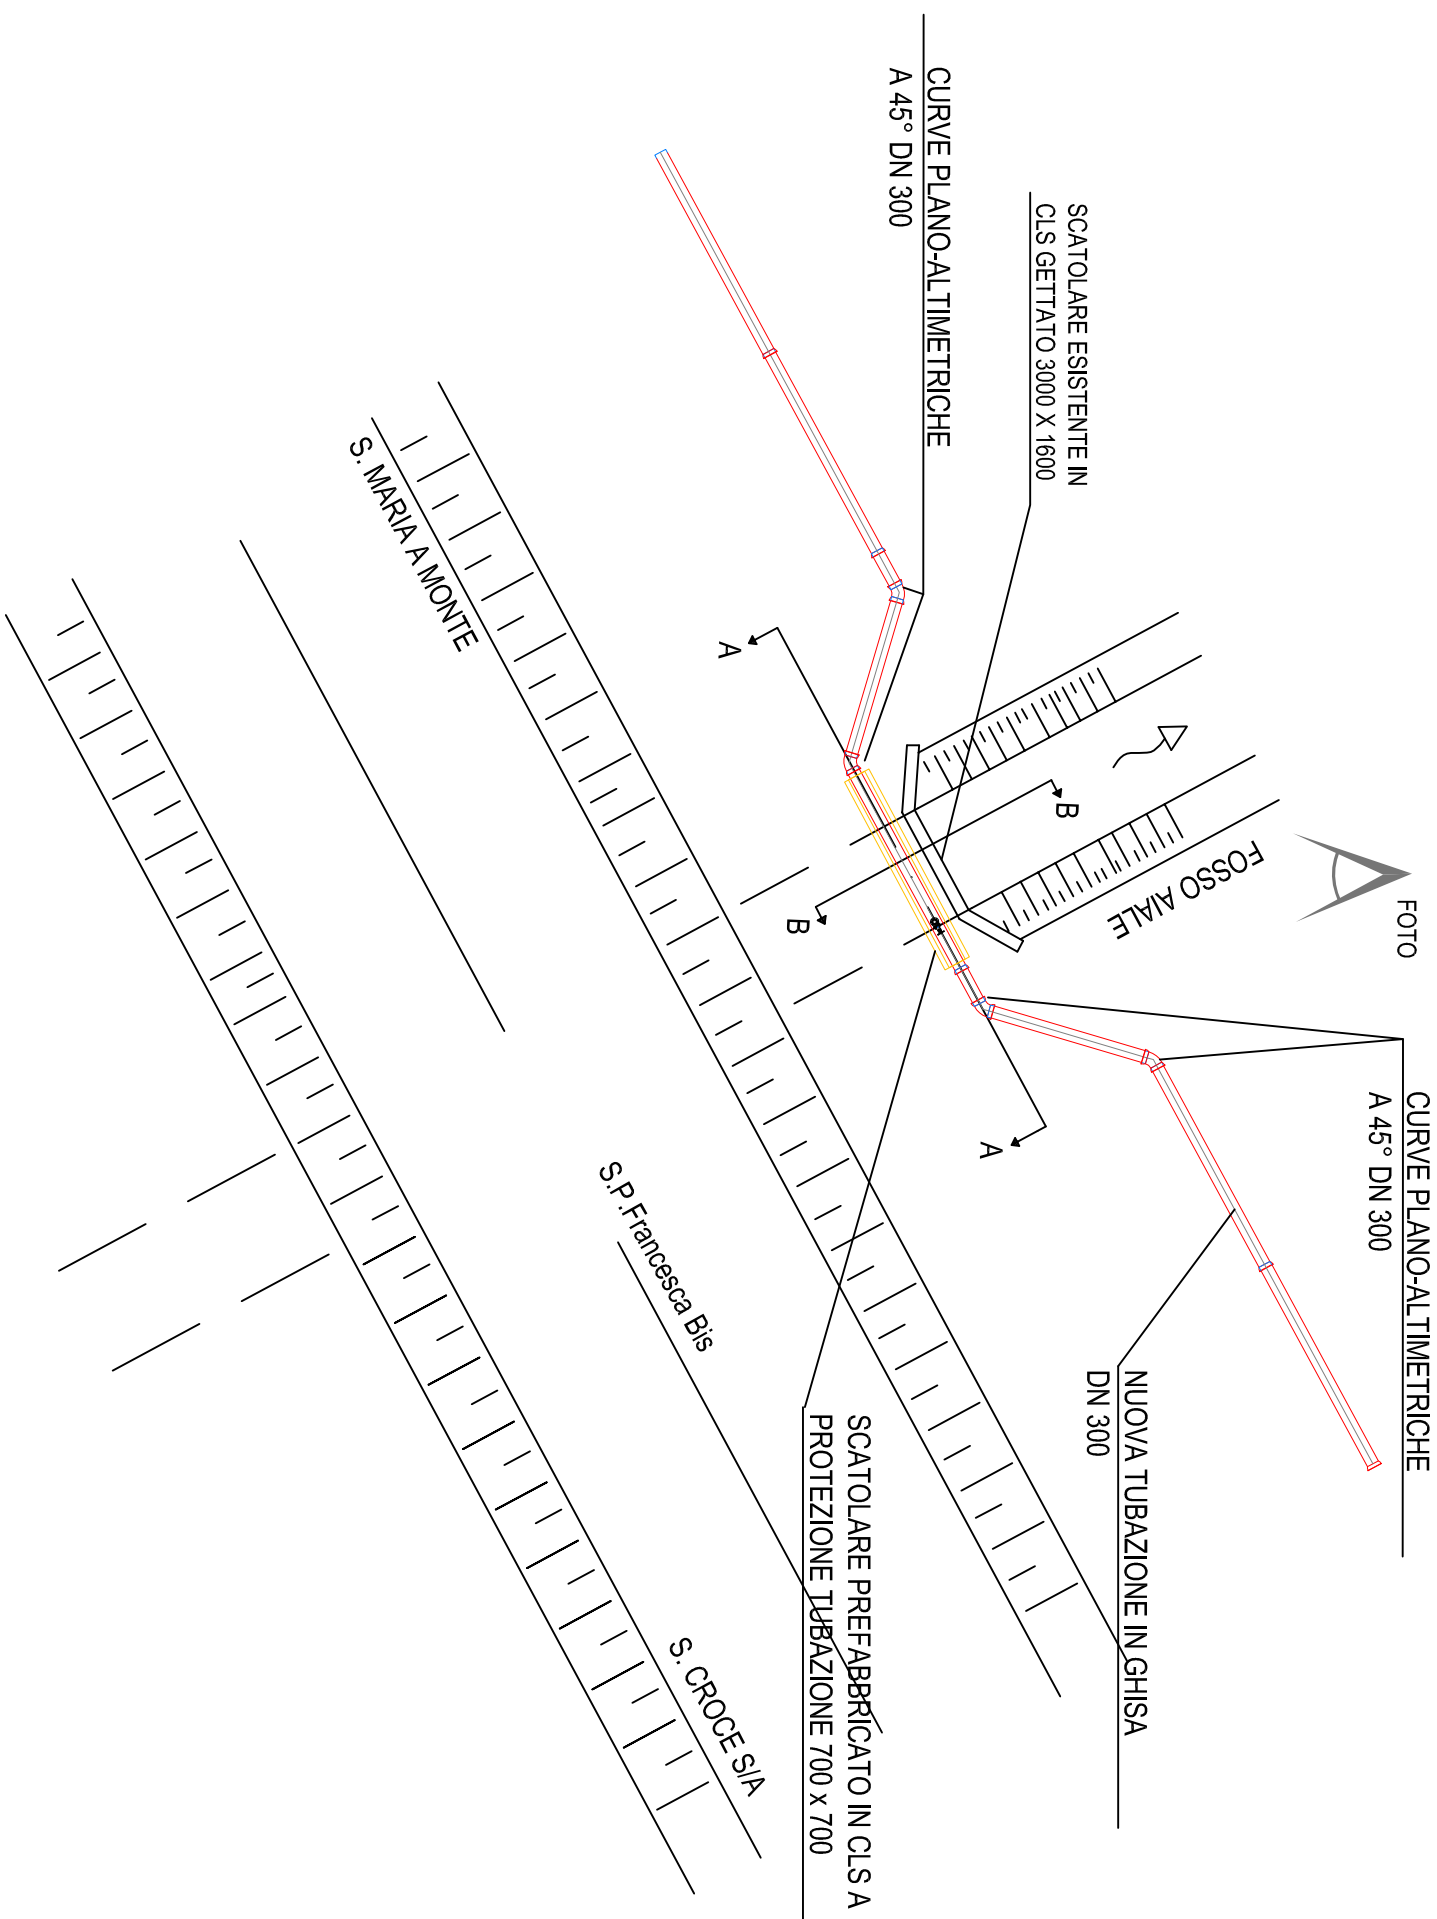 CURVE PLANO-ALTIMETRICHE
A 45° DN 300
SCATOLARE ESISTENTE IN
CLS GETTATO 3000 X 1600
S. MARIA A MONTE
A
B
B
A
FOSSO AIALE
FOTO
CURVE PLANO-ALTIMETRICHE
A 45° DN 300
NUOVA TUBAZIONE IN GHISA
DN 300
S.P.Francesca Bis
SCATOLARE PREFABBRICATO IN CLS A
PROTEZIONE TUBAZIONE 700 x 700
S. CROCE S/A